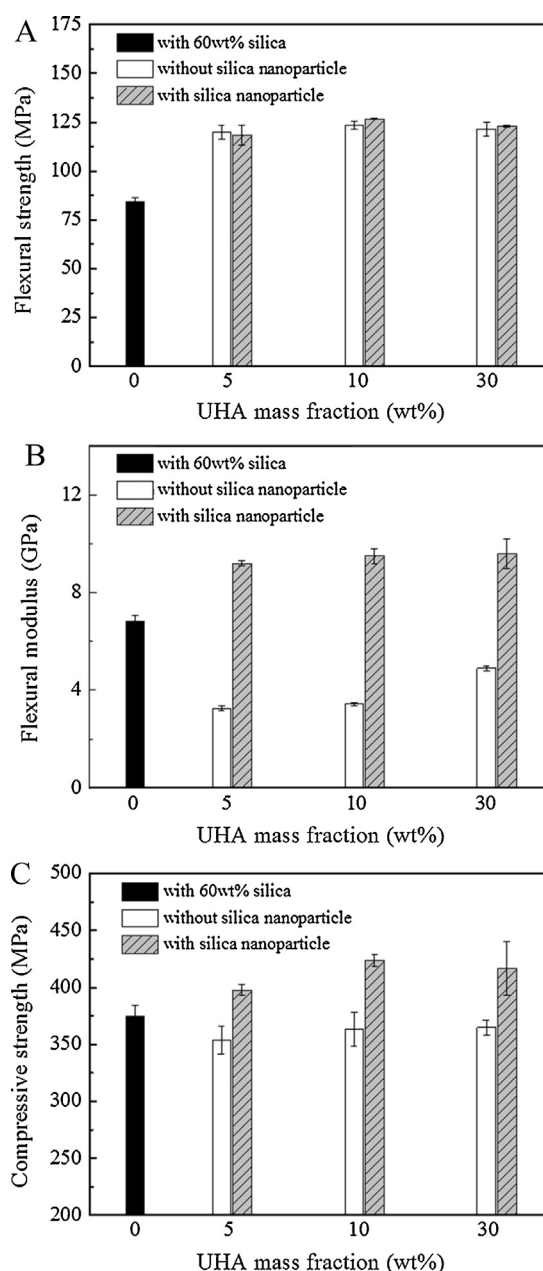 A
175
150
125
100
75
50
25
0
Flexural strength (MPa)
with 60wt% silica
without silica nanoparticle
with silica nanoparticle
0 5 10 30
UHA mass fraction (wt%)
B
12
9
6
4
0
Flexural modulus (GPa)
with 60wt% silica
without silica nanoparticle
with silica nanoparticle
0 5 10 30
UHA mass fraction (wt%)
C
500
450
400
350
300
250
200
Compressive strength (MPa)
with 60wt% silica
without silica nanoparticle
with silica nanoparticle
0 5 10 30
UHA mass fraction (wt%)